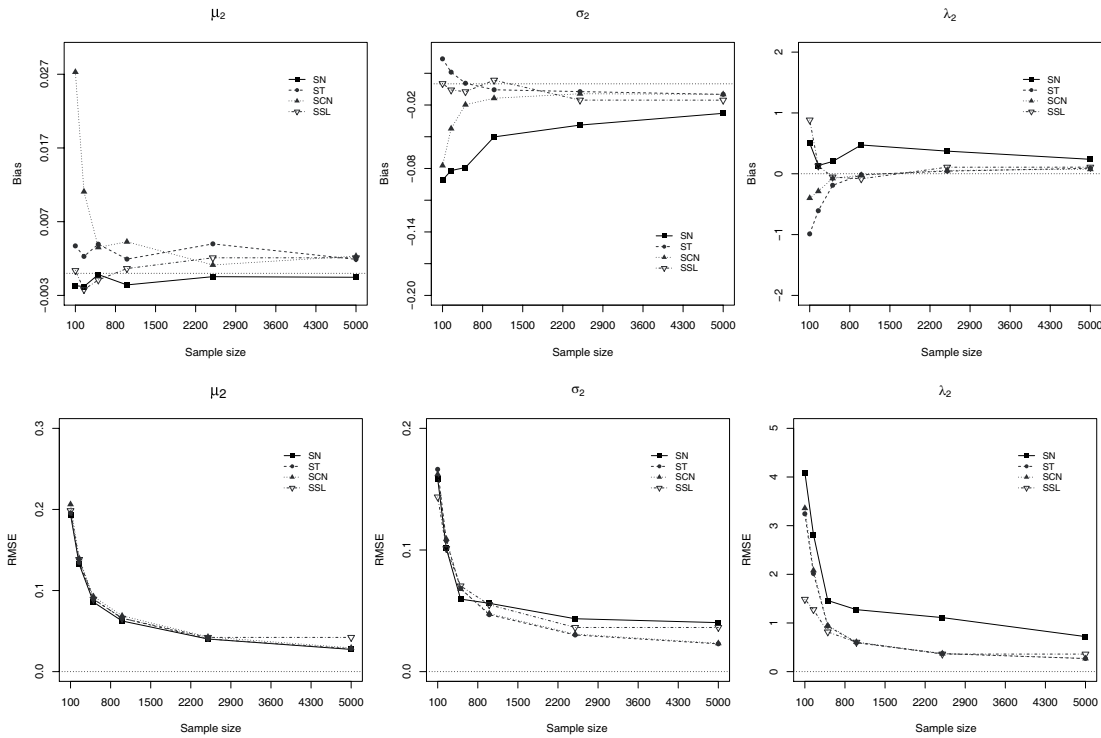 μ2
Bias
0.027
0.017
0.007
−0.003
SN
ST
SCN
SSL
100 800 1500 2200 2900 3600 4300 5000
Sample size
σ2
Bias
−0.02
−0.08
−0.14
−0.20
SN
ST
SCN
SSL
100 800 1500 2200 2900 3600 4300 5000
Sample size
λ2
Bias
2
1
0
−1
−2
SN
ST
SCN
SSL
100 800 1500 2200 2900 3600 4300 5000
Sample size
μ2
RMSE
0.3
0.2
0.1
0.0
SN
ST
SCN
SSL
100 800 1500 2200 2900 3600 4300 5000
Sample size
σ2
RMSE
0.2
0.1
0.0
SN
ST
SCN
SSL
100 800 1500 2200 2900 3600 4300 5000
Sample size
λ2
RMSE
5
4
3
2
1
0
SN
ST
SCN
SSL
100 800 1500 2200 2900 3600 4300 5000
Sample size